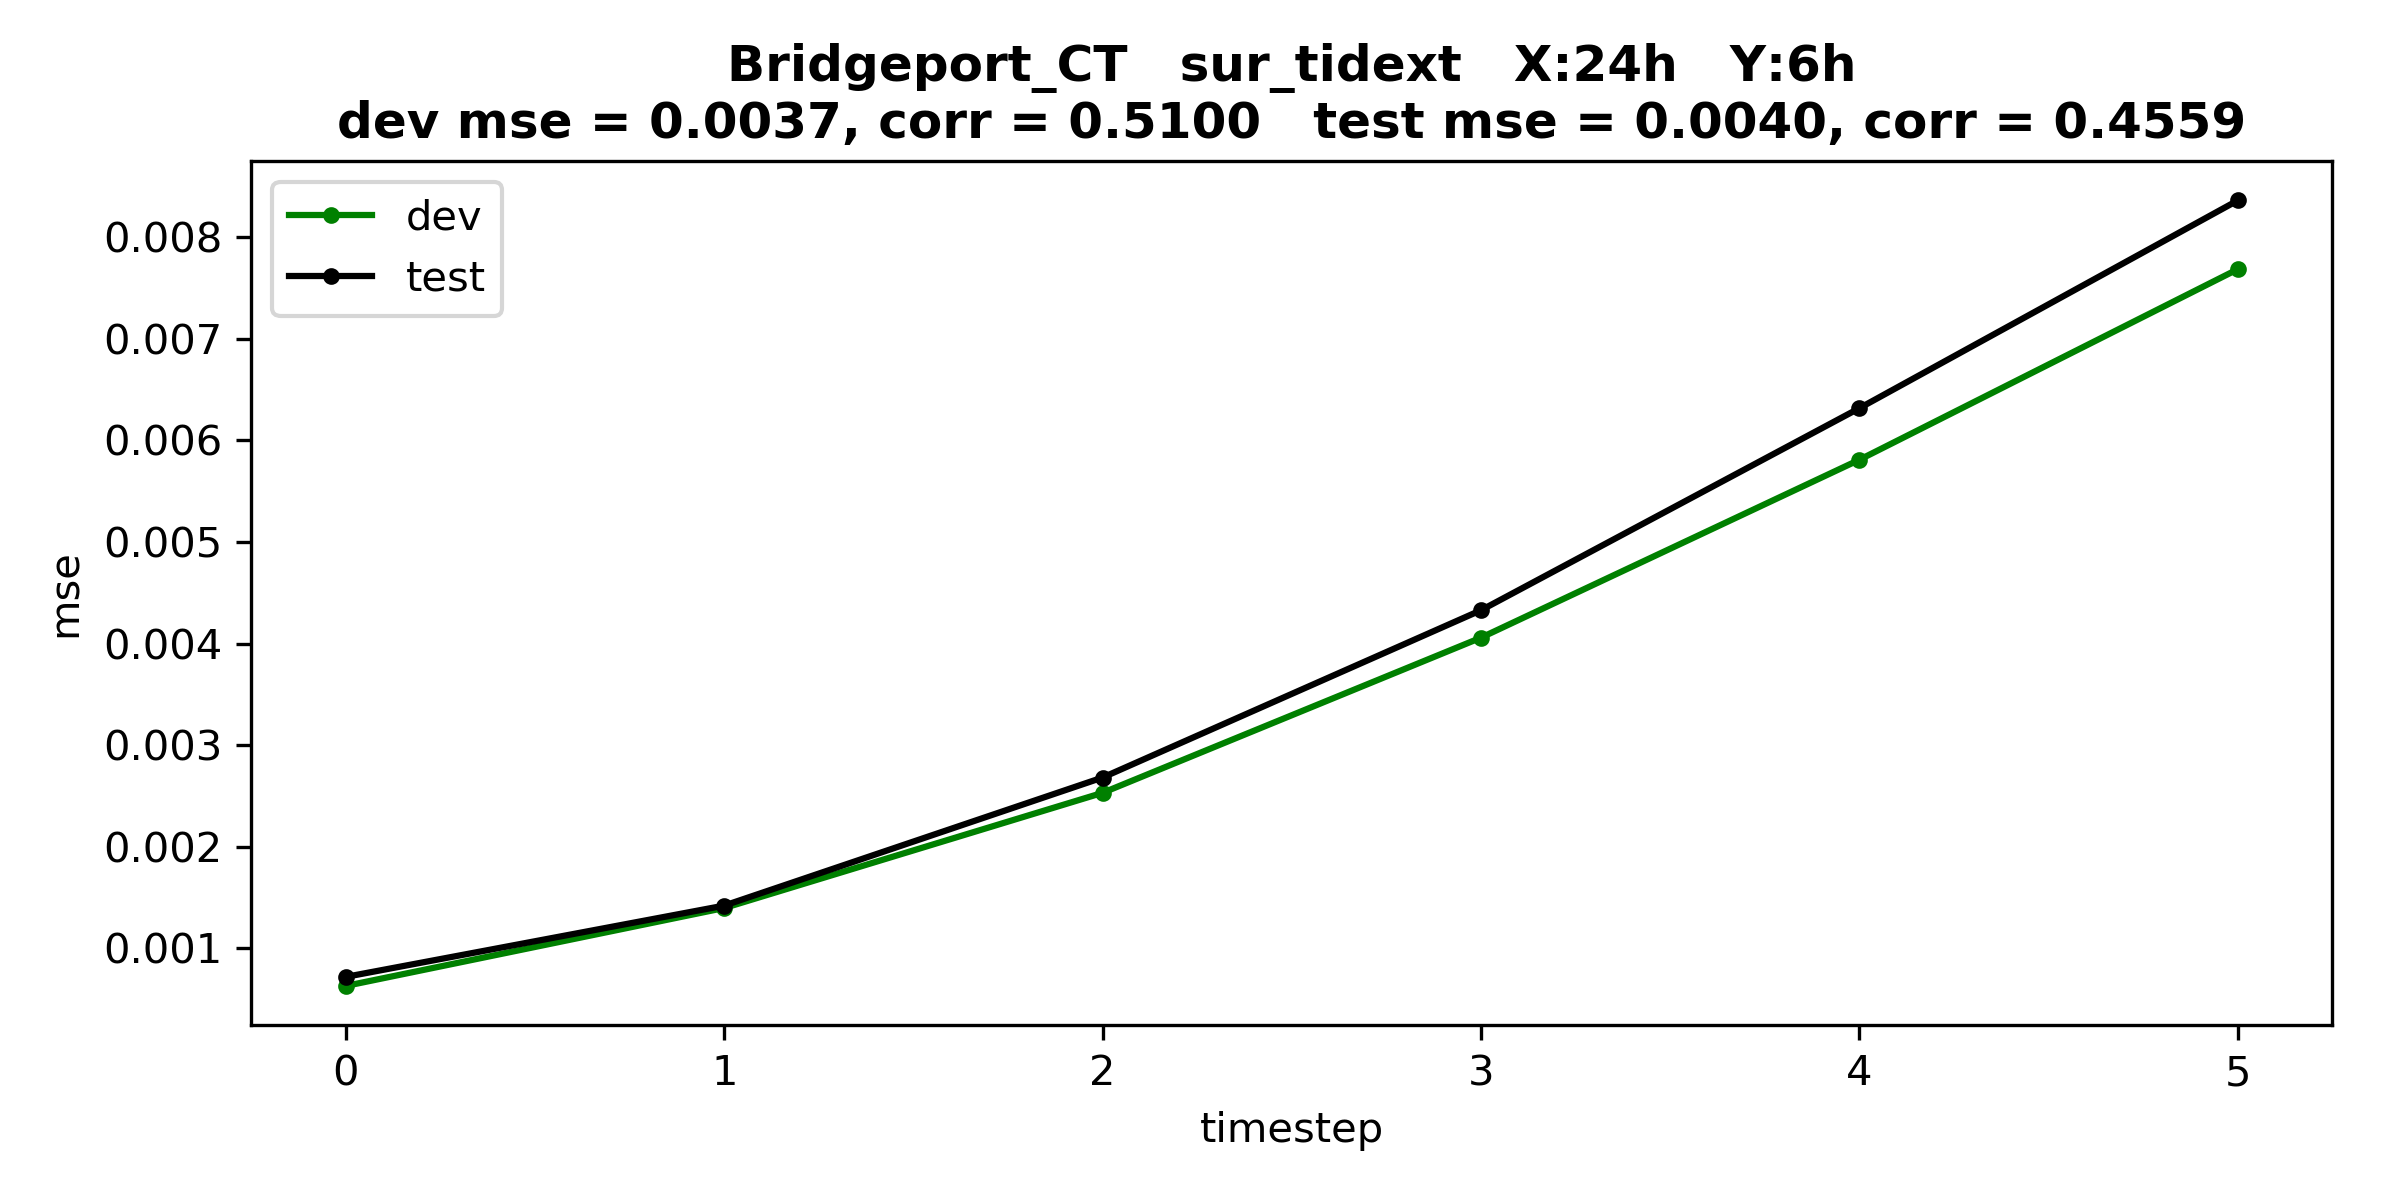 Bridgeport_CT   sur_tidext   X:24h   Y:6h
dev mse = 0.0037, corr = 0.5100   test mse = 0.0040, corr = 0.4559
dev
test
0.008
0.007
0.006
0.005
0.004
0.003
0.002
0.001
mse
0 1 2 3 4 5
timestep